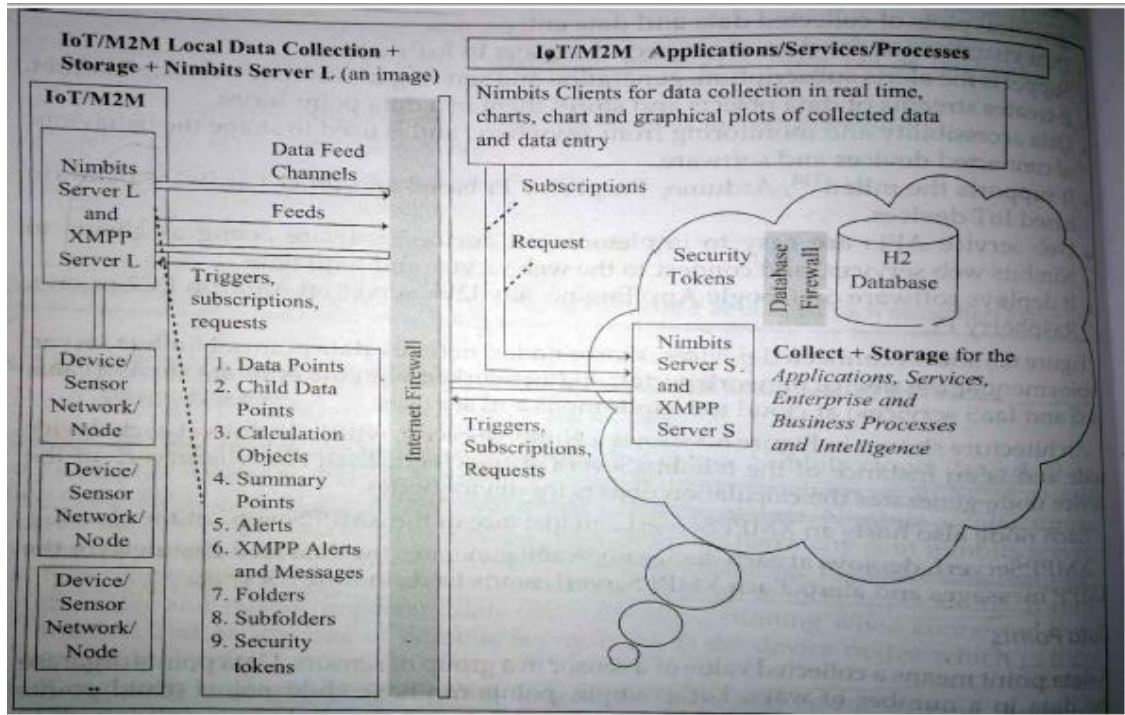 IoT/M2M Local Data Collection +
Storage + Nimbits Server L (an image)
IoT/M2M
Nimbits
Server L
and
XMPP
Server L
Device/
Sensor
Network/
Node
Device/
Sensor
Network/
Node
Device/
Sensor
Network/
Node
..
Data Feed
Channels
Feeds
Triggers,
subscriptions,
requests
1. Data Points
2. Child Data
Points
3. Calculation
Objects
4. Summary
Points
5. Alerts
6. XMPP Alerts
and Messages
7. Folders
8. Subfolders
9. Security
tokens
Internet Firewall
IoT/M2M Applications/Services/Processes
Nimbits Clients for data collection in real time,
charts, chart and graphical plots of collected data
and data entry
Subscriptions
Request
Triggers,
Subscriptions,
Requests
Security
Tokens
Database
Firewall
H2
Database
Nimbits
Server S
and
XMPP
Server S
Collect + Storage for the
Applications, Services,
Enterprise and
Business Processes
and Intelligence